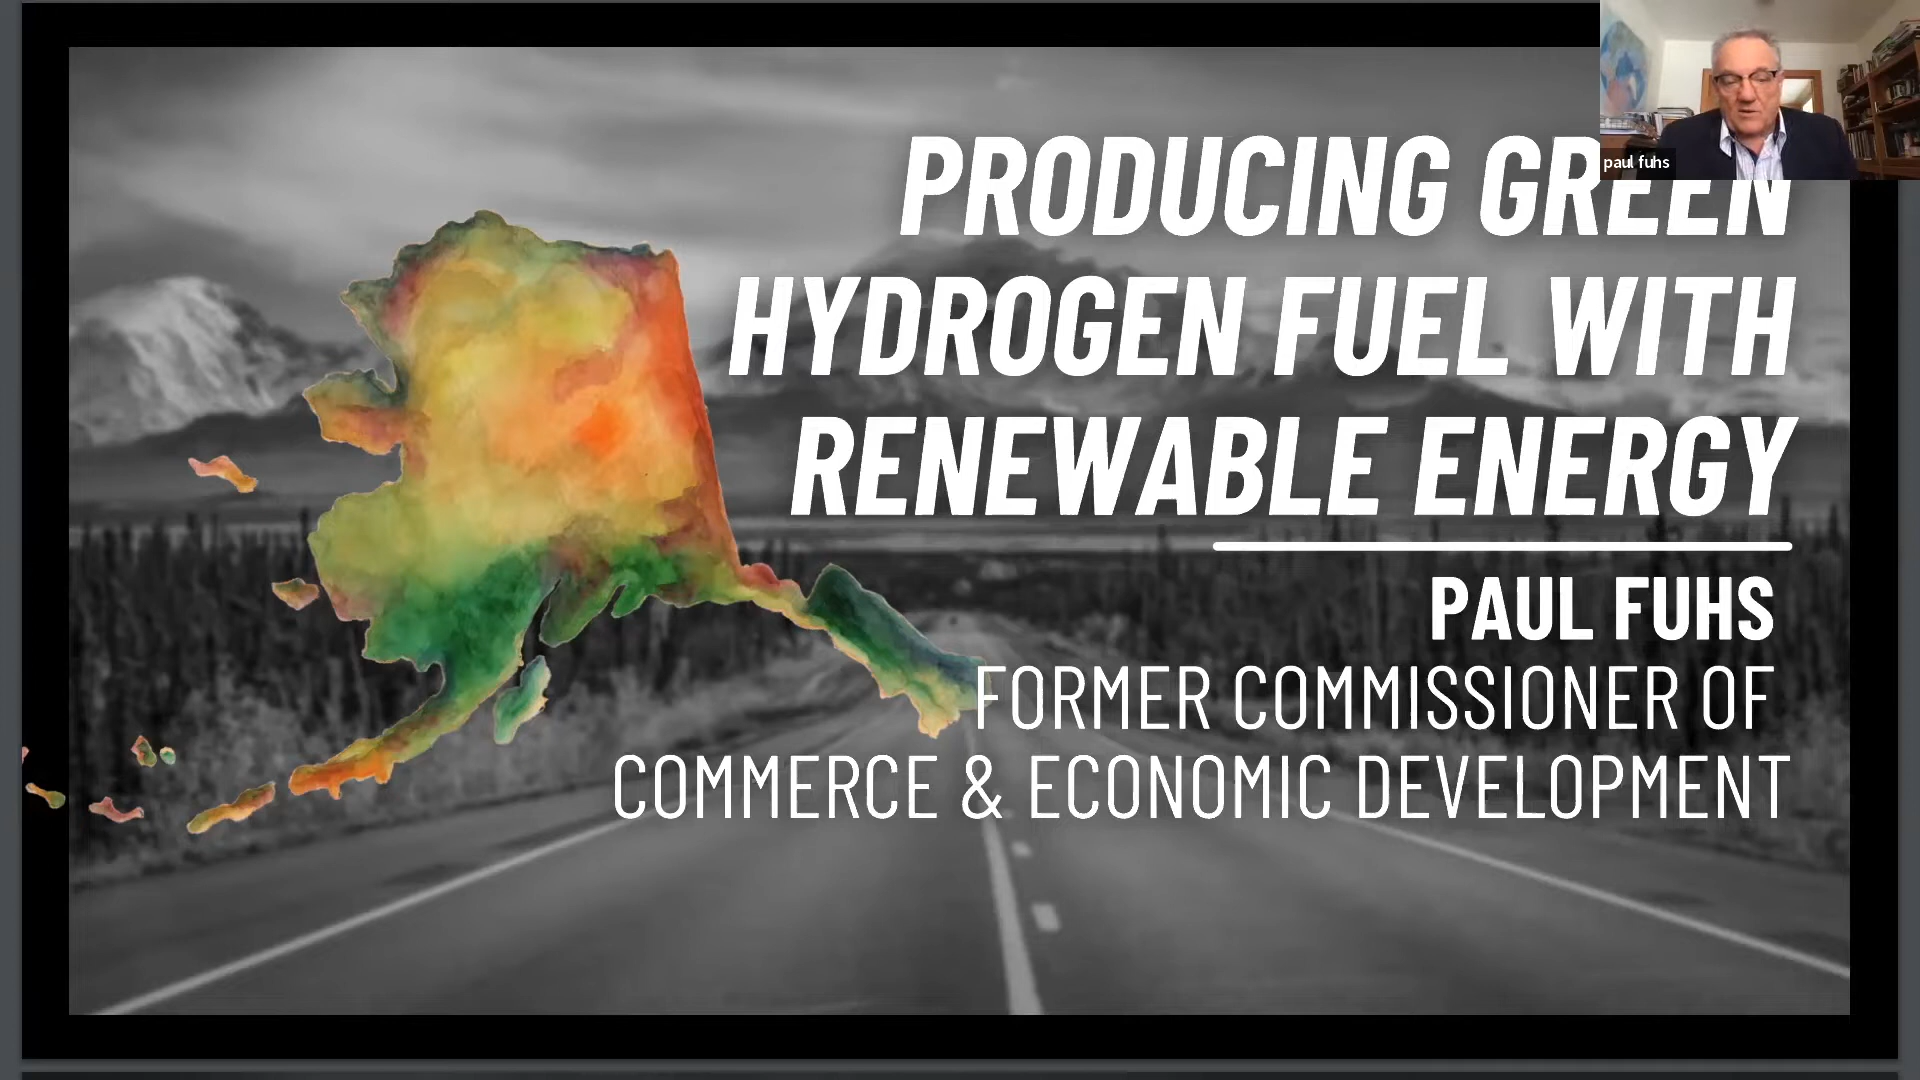 paul fuhs
PRODUCING GREEN
HYDROGEN FUEL WITH
RENEWABLE ENERGY
PAUL FUHS
FORMER COMMISSIONER OF
COMMERCE & ECONOMIC DEVELOPMENT